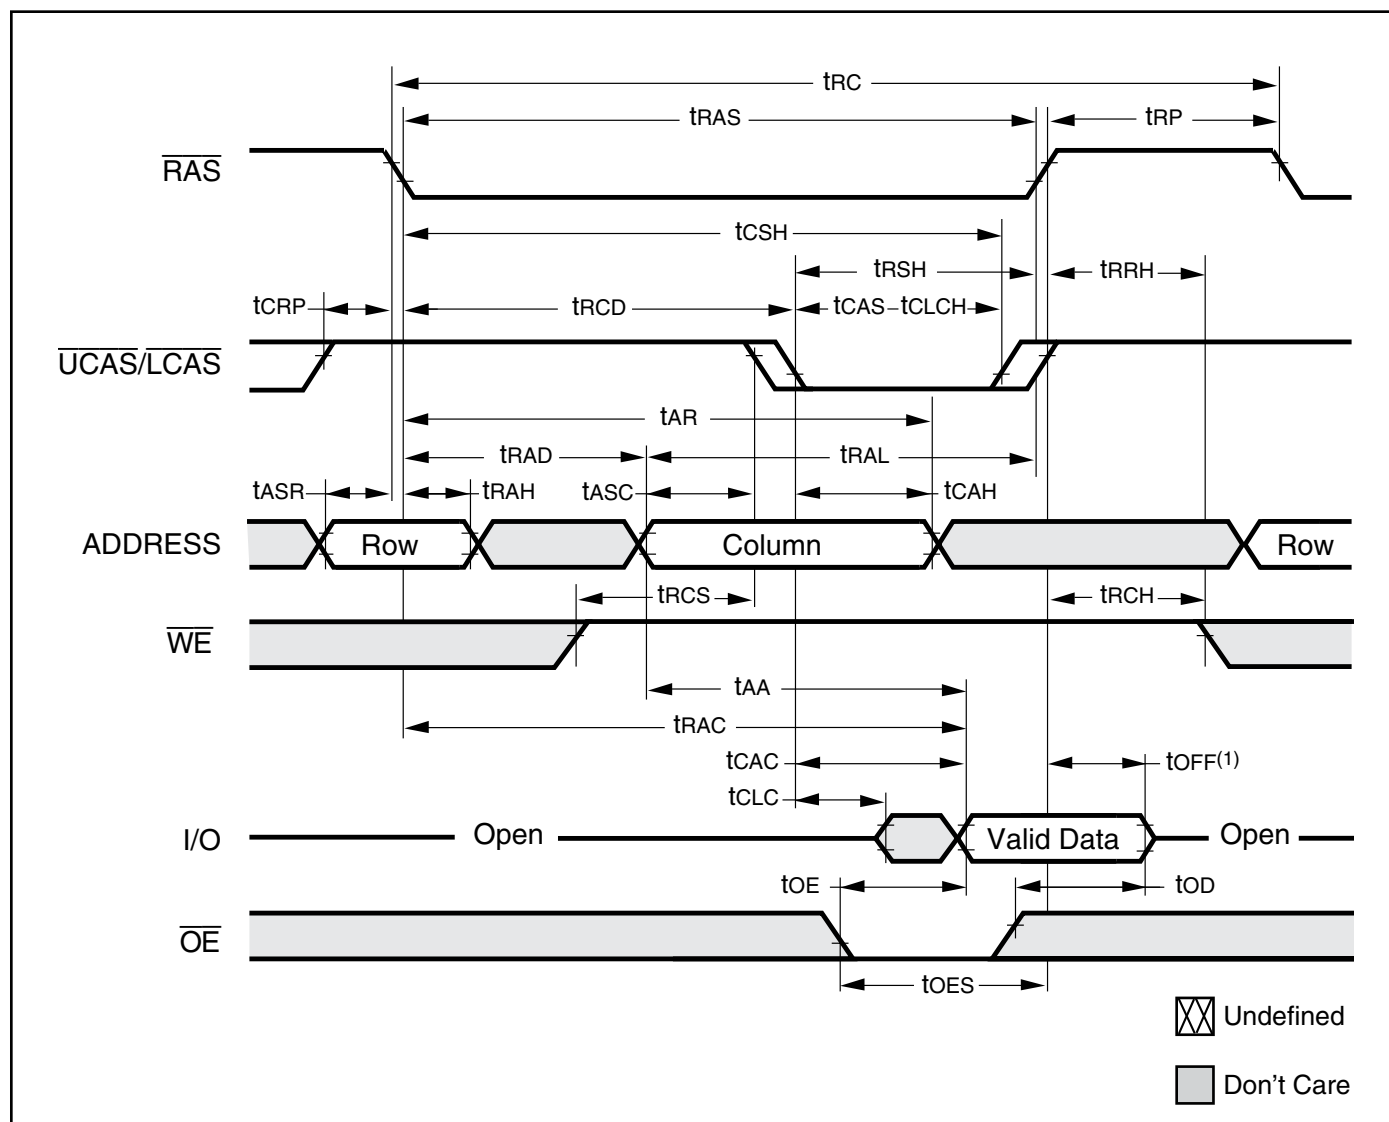 tRC
tRAS
tRP
RAS
tCSH
tRSH
tRRH
tCRP
tRCD
tCAS
tCLCH
UCAS/LCAS
tAR
tRAD
tRAL
tASR
tRAH
tASC
tCAH
ADDRESS
Row
Column
Row
tRCS
tRCH
WE
tAA
tRAC
tCAC
tOFF(1)
tCLC
I/O
Open
Valid Data
Open
tOE
tOD
OE
tOES
Undefined
Don't Care